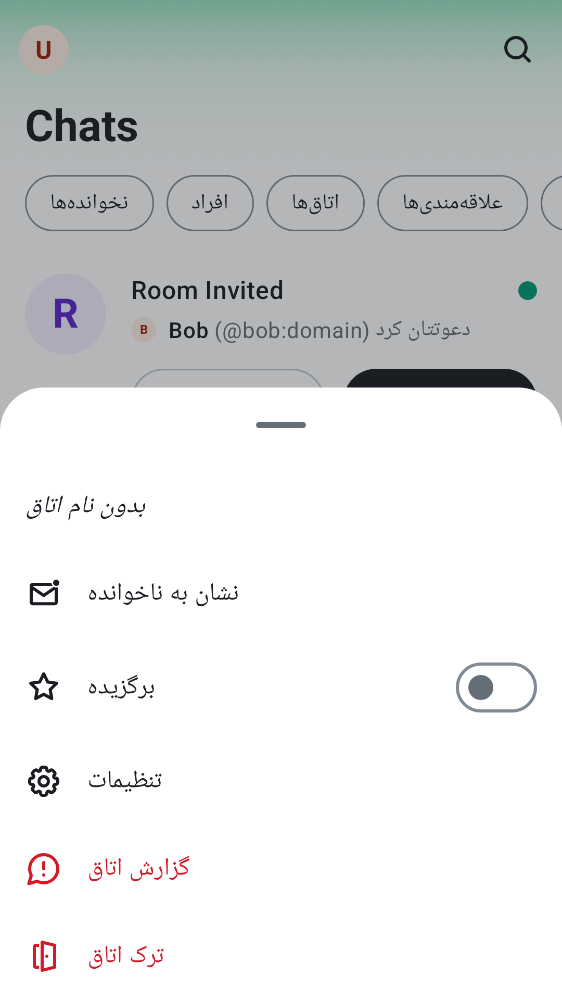 U
Chats
نخوانده‌ها
افراد
اتاق‌ها
علاقه‌مندی‌ها
R
Room Invited
B
Bob (@bob:domain) دعوتتان کرد
بدون نام اتاق
نشان به ناخوانده
برگزیده
تنظیمات
گزارش اتاق
ترک اتاق